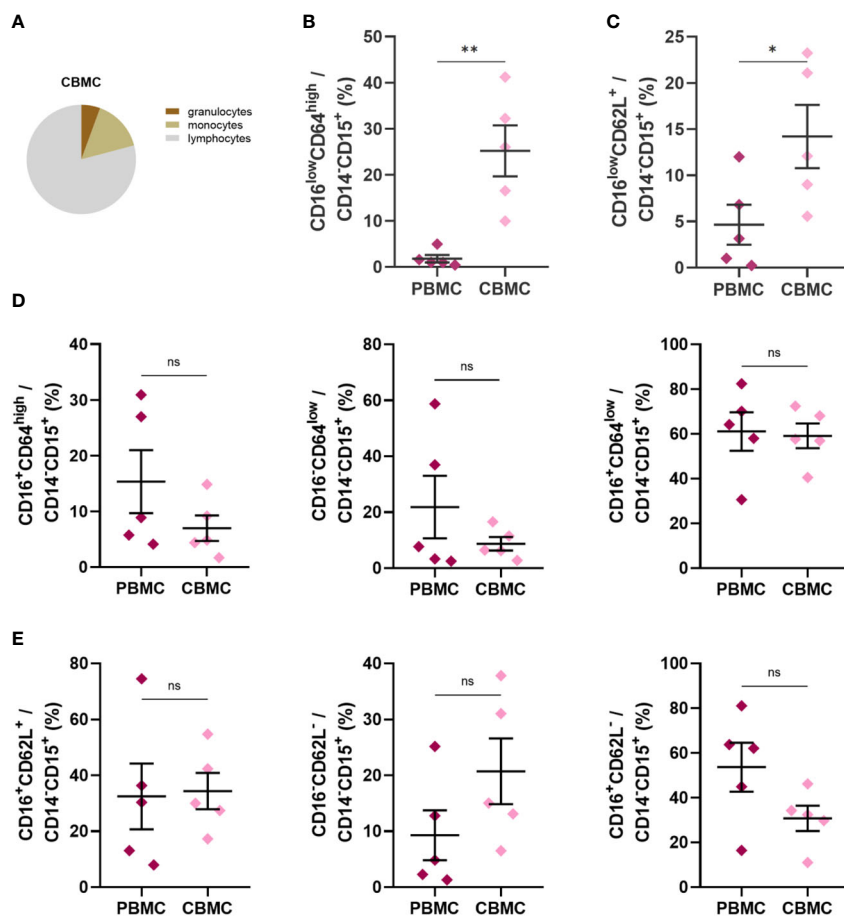 A
CBMC
granulocytes
monocytes
lymphocytes
B
CD16lowCD64high /
CD14-CD15+ (%)
50
40
30
20
10
0
**
PBMC
CBMC
C
CD16lowCD62L+ /
CD14-CD15+ (%)
25
20
15
10
5
0
*
PBMC
CBMC
D
CD16+CD64high /
CD14-CD15+ (%)
40
30
20
10
0
ns
PBMC
CBMC
CD16-CD64low /
CD14-CD15+ (%)
80
60
40
20
0
ns
PBMC
CBMC
CD16+CD64low /
CD14-CD15+ (%)
100
80
60
40
20
0
ns
PBMC
CBMC
E
CD16+CD62L+ /
CD14-CD15+ (%)
80
60
40
20
0
ns
PBMC
CBMC
CD16-CD62L- /
CD14-CD15+ (%)
40
30
20
10
0
ns
PBMC
CBMC
CD16+CD62L- /
CD14-CD15+ (%)
100
80
60
40
20
0
ns
PBMC
CBMC